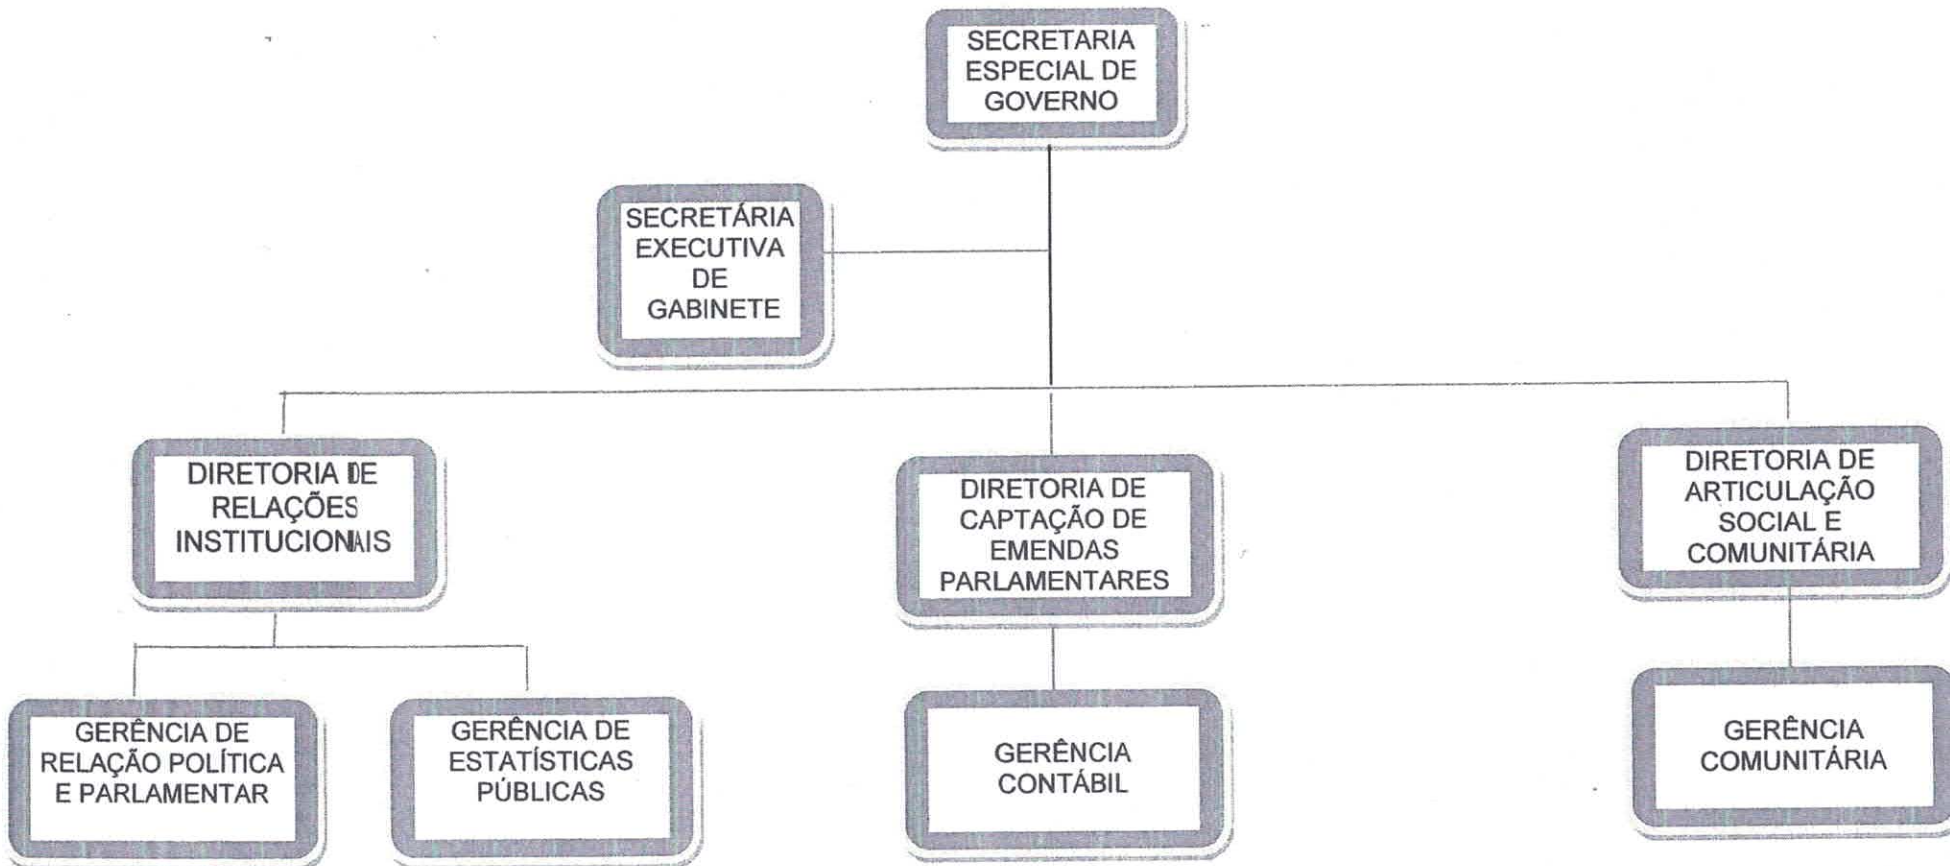 SECRETARIA
ESPECIAL DE
GOVERNO
SECRETÁRIA
EXECUTIVA
DE
GABINETE
DIRETORIA DE
RELAÇÕES
INSTITUCIONAIS
DIRETORIA DE
CAPTAÇÃO DE
EMENDAS
PARLAMENTARES
DIRETORIA DE
ARTICULAÇÃO
SOCIAL E
COMUNITÁRIA
GERÊNCIA DE
RELAÇÃO POLÍTICA
E PARLAMENTAR
GERÊNCIA DE
ESTATÍSTICAS
PÚBLICAS
GERÊNCIA
CONTÁBIL
GERÊNCIA
COMUNITÁRIA